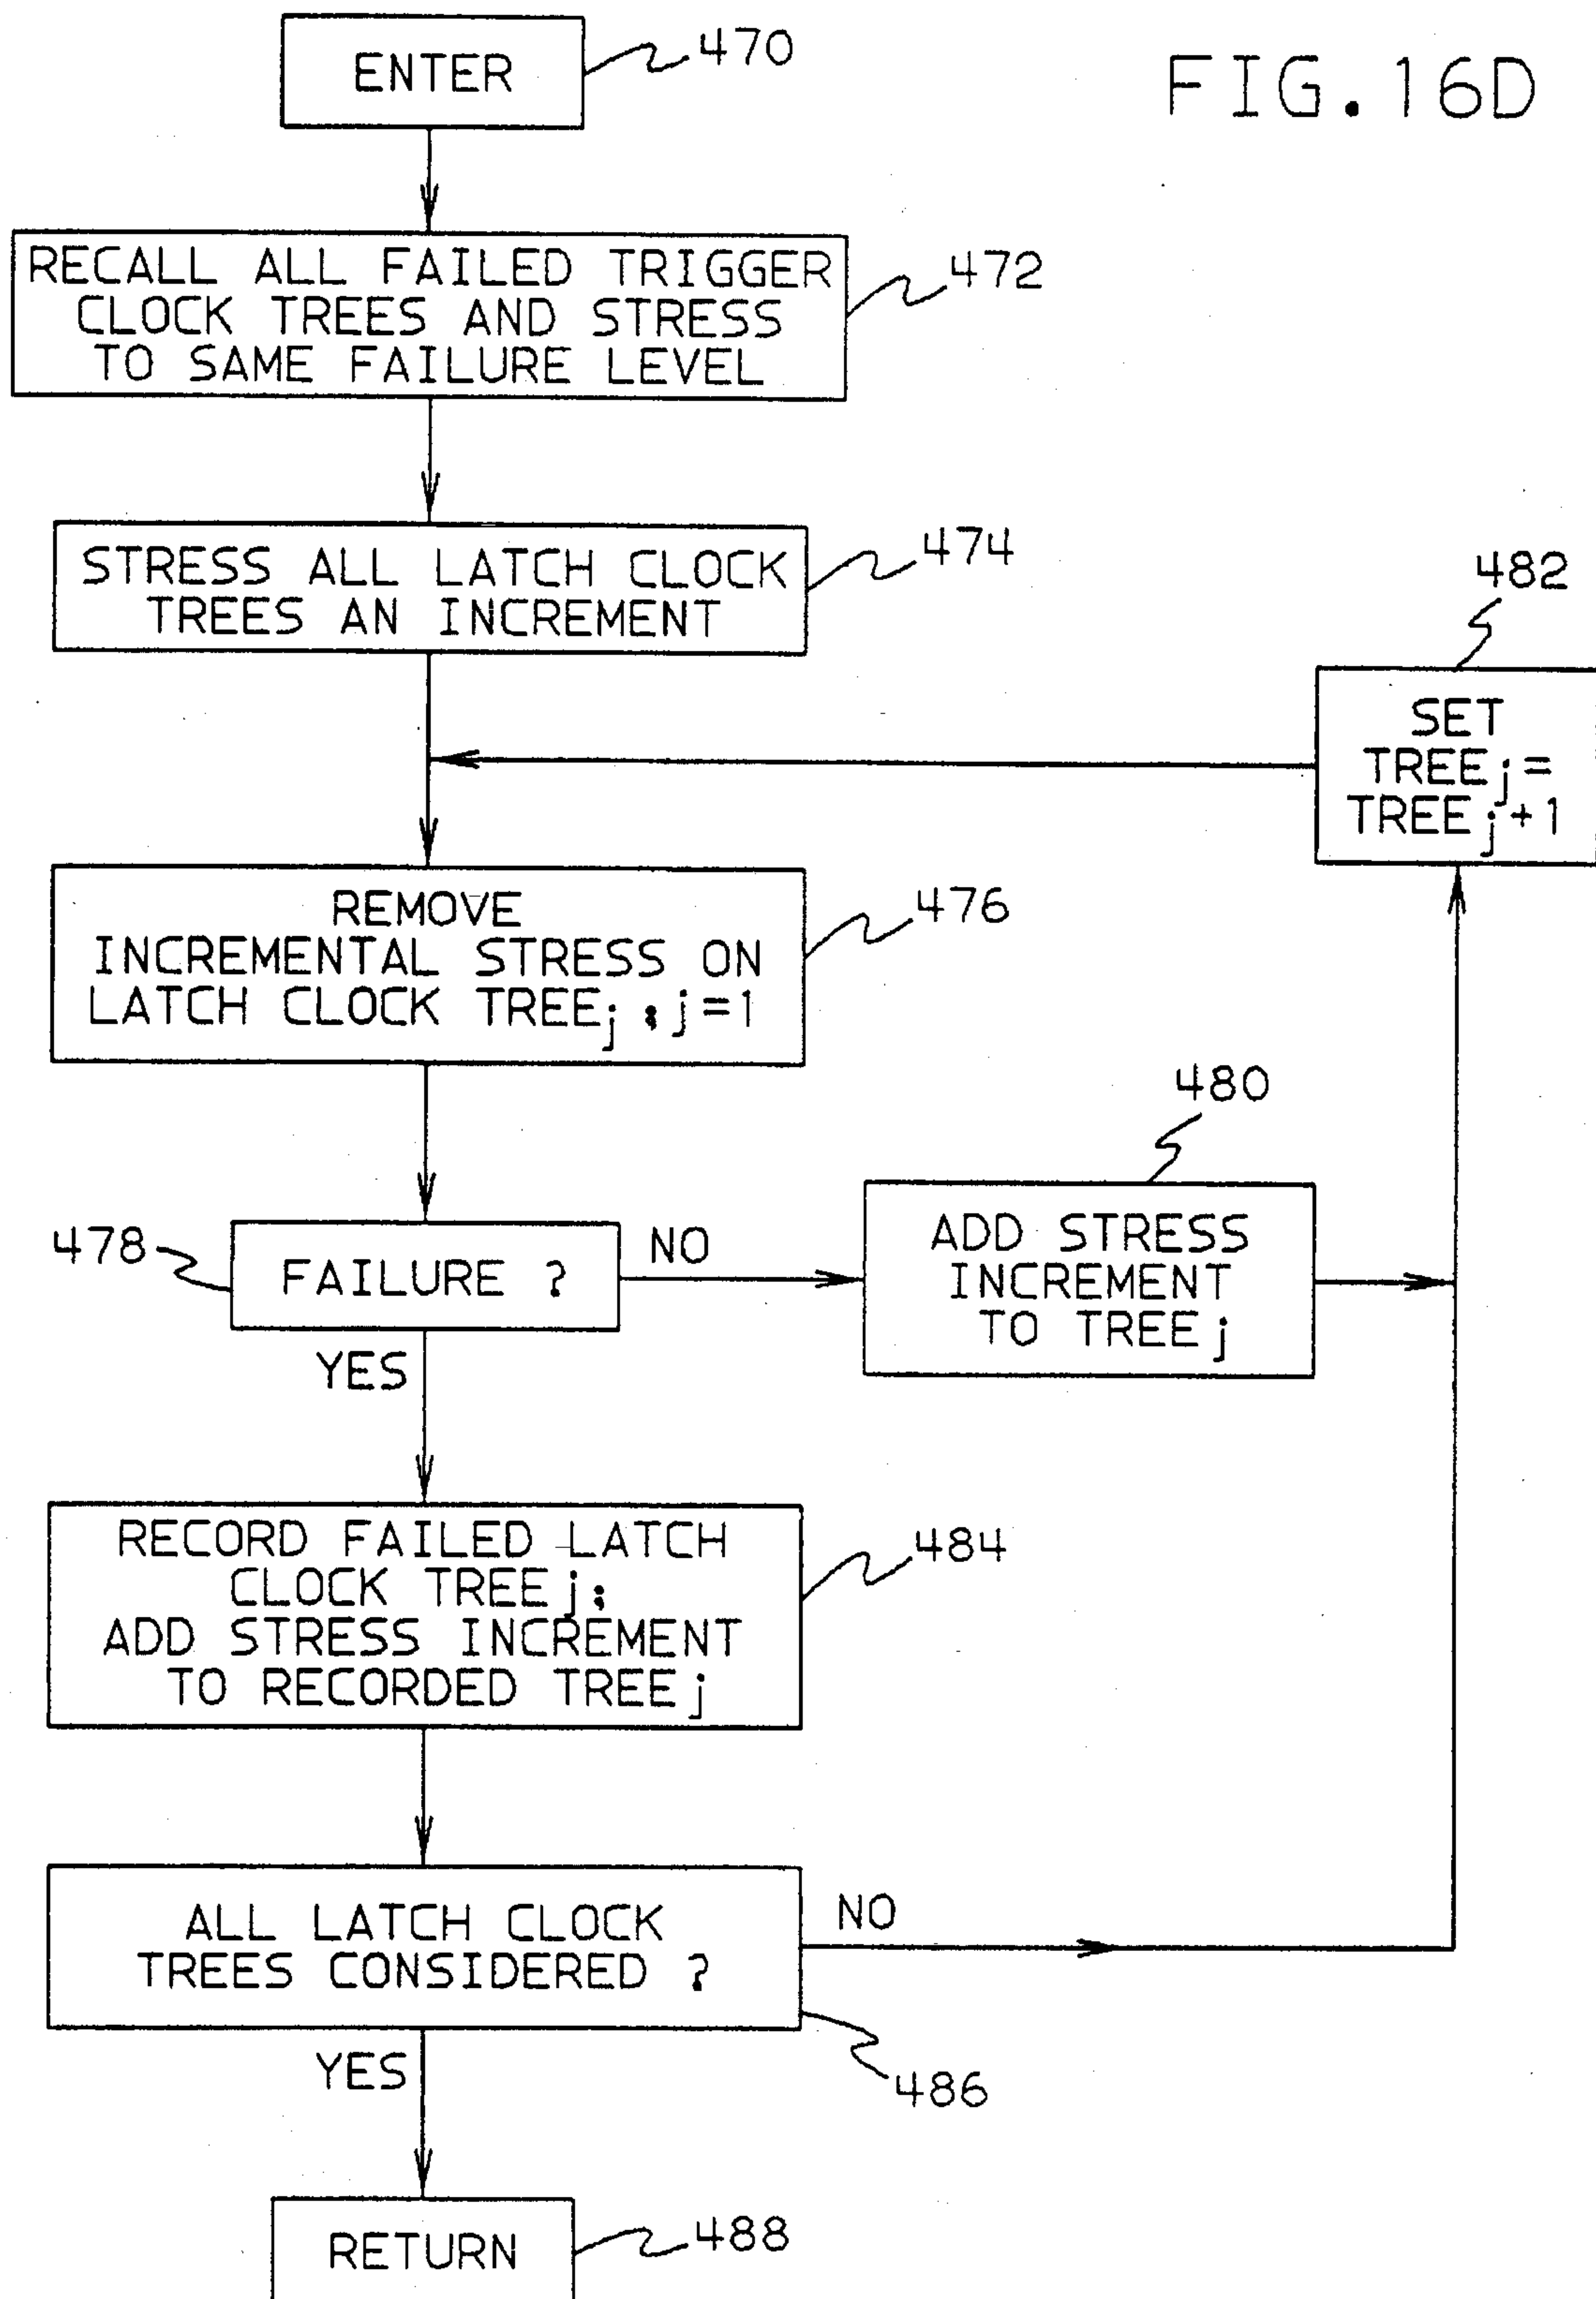 FIG. 16D
ENTER
470
RECALL ALL FAILED TRIGGER
CLOCK TREES AND STRESS
TO SAME FAILURE LEVEL
472
STRESS ALL LATCH CLOCK
TREES AN INCREMENT
474
482
SET
TREE j =
TREE j + 1
REMOVE
INCREMENTAL STRESS ON
LATCH CLOCK TREE j ; j = 1
476
480
478
FAILURE ?
NO
ADD STRESS
INCREMENT
TO TREE j
YES
RECORD FAILED LATCH
CLOCK TREE j ;
ADD STRESS INCREMENT
TO RECORDED TREE j
484
ALL LATCH CLOCK
TREES CONSIDERED ?
NO
486
YES
RETURN
488